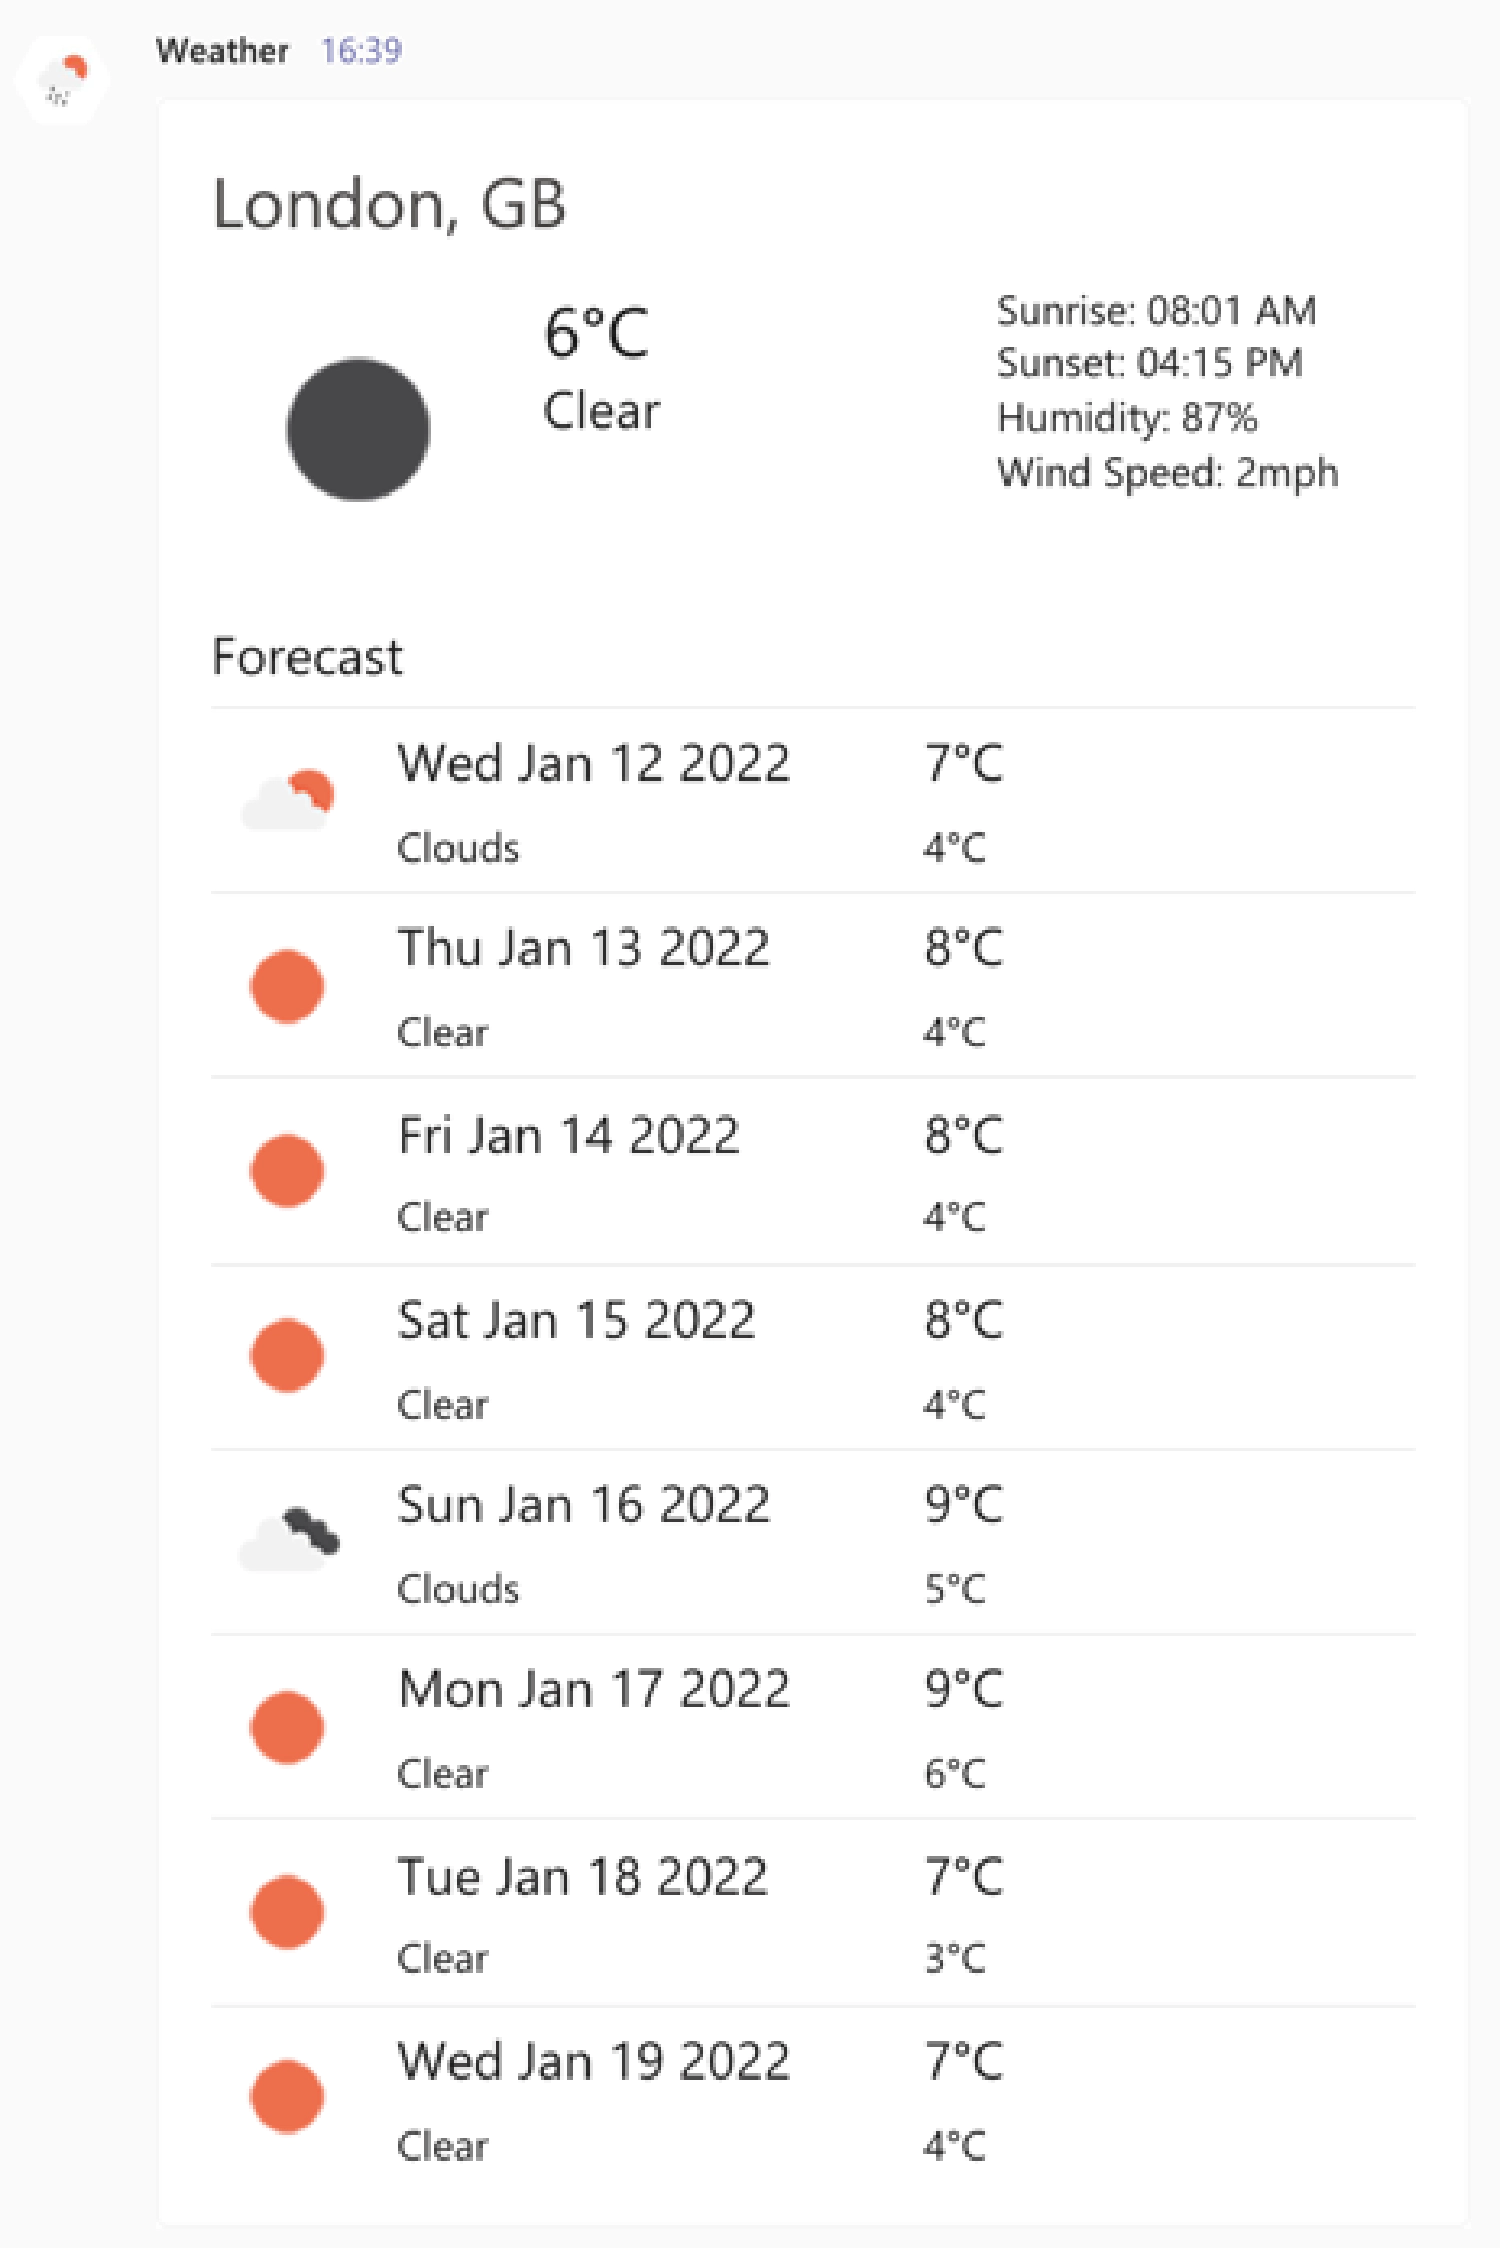 Weather 16:39
London, GB
6°C
Clear
Sunrise: 08:01 AM
Sunset: 04:15 PM
Humidity: 87%
Wind Speed: 2mph
Forecast
Wed Jan 12 2022 7°C
Clouds 4°C
Thu Jan 13 2022 8°C
Clear 4°C
Fri Jan 14 2022 8°C
Clear 4°C
Sat Jan 15 2022 8°C
Clear 4°C
Sun Jan 16 2022 9°C
Clouds 5°C
Mon Jan 17 2022 9°C
Clear 6°C
Tue Jan 18 2022 7°C
Clear 3°C
Wed Jan 19 2022 7°C
Clear 4°C